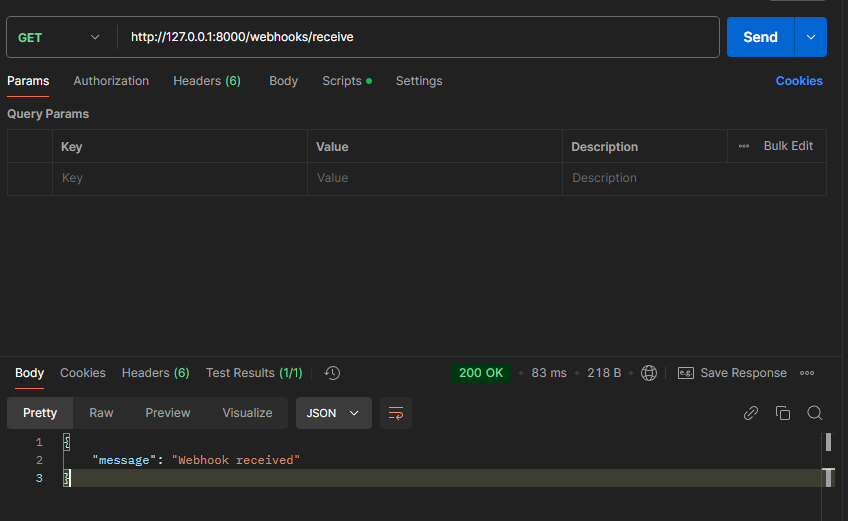 GET http://127.0.0.1:8000/webhooks/receive Send
Params Authorization Headers (6) Body Scripts Settings Cookies
Query Params
Key Value Description Bulk Edit
Key Value Description
Body Cookies Headers (6) Test Results (1/1) 200 OK 83 ms 218 B e.g. Save Response
Pretty Raw Preview Visualize JSON
1 {
2 "message": "Webhook received"
3 }